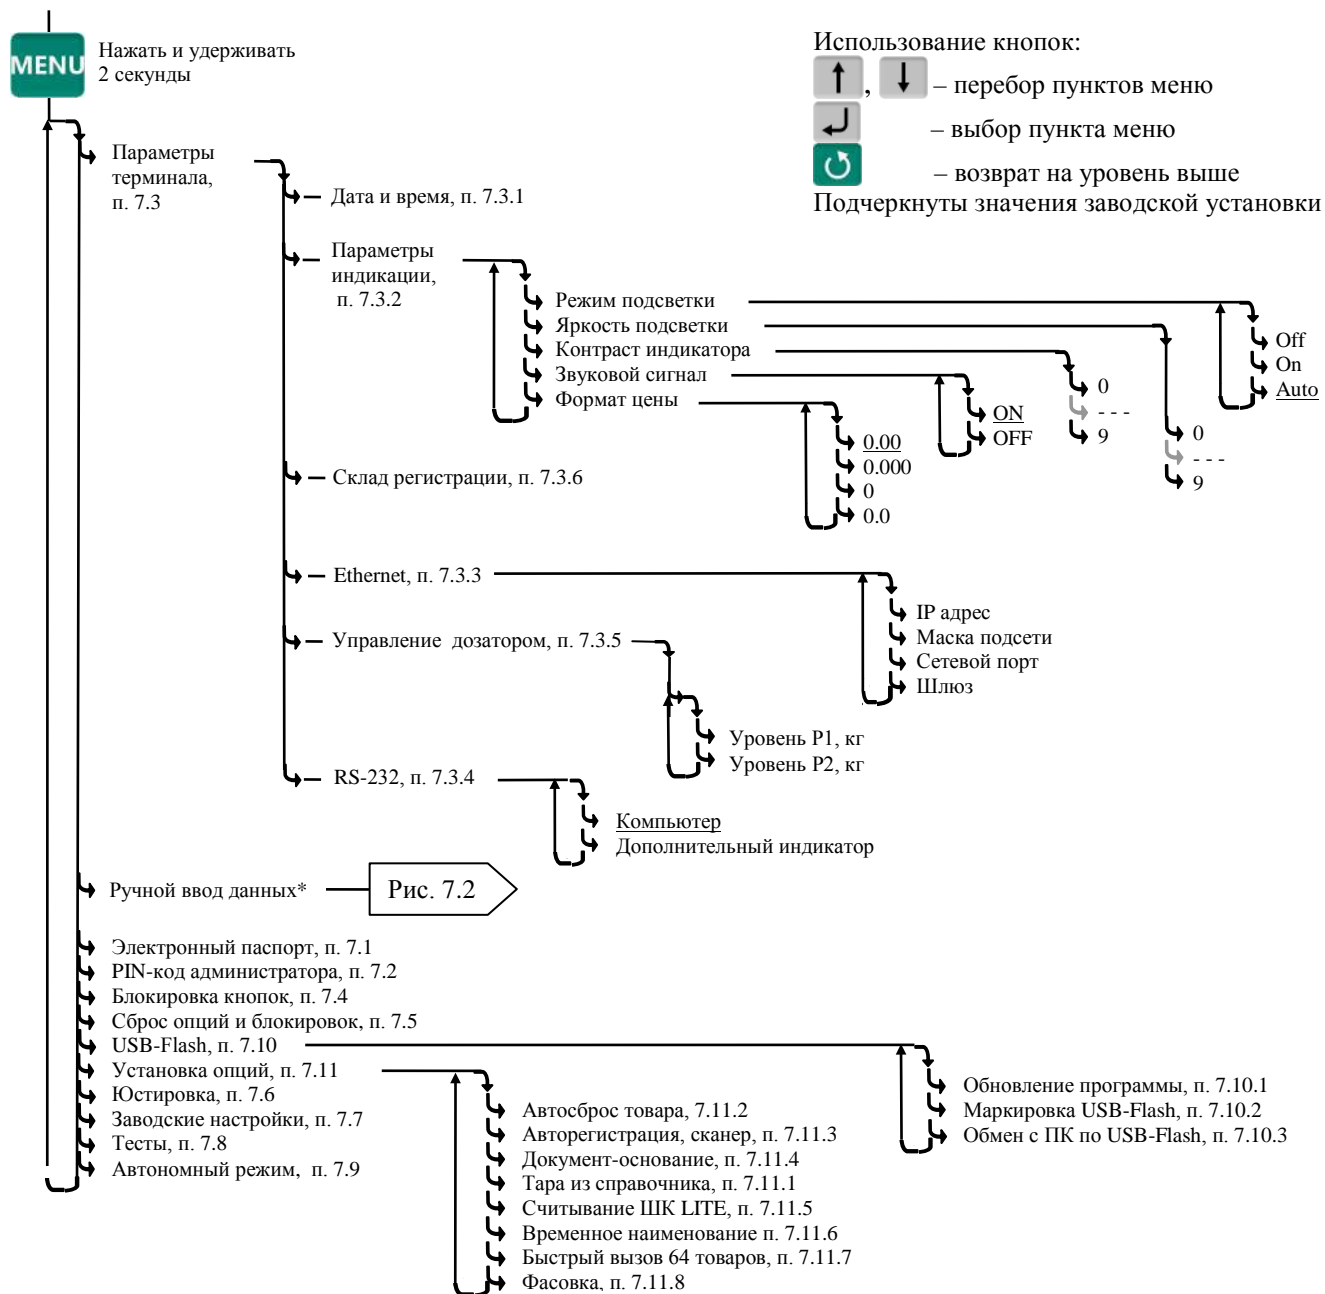 MENU
Нажать и удерживать
2 секунды
Использование кнопок:
, – перебор пунктов меню
– выбор пункта меню
– возврат на уровень выше
Подчеркнуты значения заводской установки
Параметры
терминала,
п. 7.3
Дата и время, п. 7.3.1
Параметры
индикации,
п. 7.3.2
Режим подсветки
Яркость подсветки
Контраст индикатора
Звуковой сигнал
Формат цены
Off
On
Auto
0
- - -
9
0
- - -
9
ON
OFF
0.00
0.000
0
0.0
Склад регистрации, п. 7.3.6
Ethernet, п. 7.3.3
IP адрес
Маска подсети
Сетевой порт
Шлюз
Управление дозатором, п. 7.3.5
Уровень P1, кг
Уровень P2, кг
RS-232, п. 7.3.4
Компьютер
Дополнительный индикатор
Ручной ввод данных*
Рис. 7.2
Электронный паспорт, п. 7.1
PIN-код администратора, п. 7.2
Блокировка кнопок, п. 7.4
Сброс опций и блокировок, п. 7.5
USB-Flash, п. 7.10
Установка опций, п. 7.11
Юстировка, п. 7.6
Заводские настройки, п. 7.7
Тесты, п. 7.8
Автономный режим, п. 7.9
Обновление программы, п. 7.10.1
Маркировка USB-Flash, п. 7.10.2
Обмен с ПК по USB-Flash, п. 7.10.3
Автосброс товара, 7.11.2
Авторегистрация, сканер, п. 7.11.3
Документ-основание, п. 7.11.4
Тара из справочника, п. 7.11.1
Считывание ШК LITE, п. 7.11.5
Временное наименование п. 7.11.6
Быстрый вызов 64 товаров, п. 7.11.7
Фасовка, п. 7.11.8